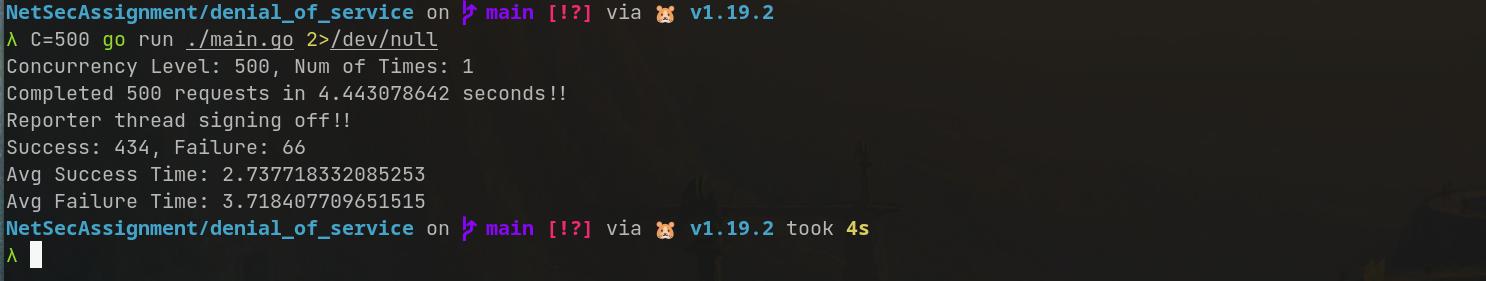 NetSecAssignment/denial_of_service on main [!?] via 🐹 v1.19.2
λ C=500 go run ./main.go 2>/dev/null
Concurrency Level: 500, Num of Times: 1
Completed 500 requests in 4.443078642 seconds!!
Reporter thread signing off!!
Success: 434, Failure: 66
Avg Success Time: 2.737718332085253
Avg Failure Time: 3.718407709651515
NetSecAssignment/denial_of_service on main [!?] via 🐹 v1.19.2 took 4s
λ